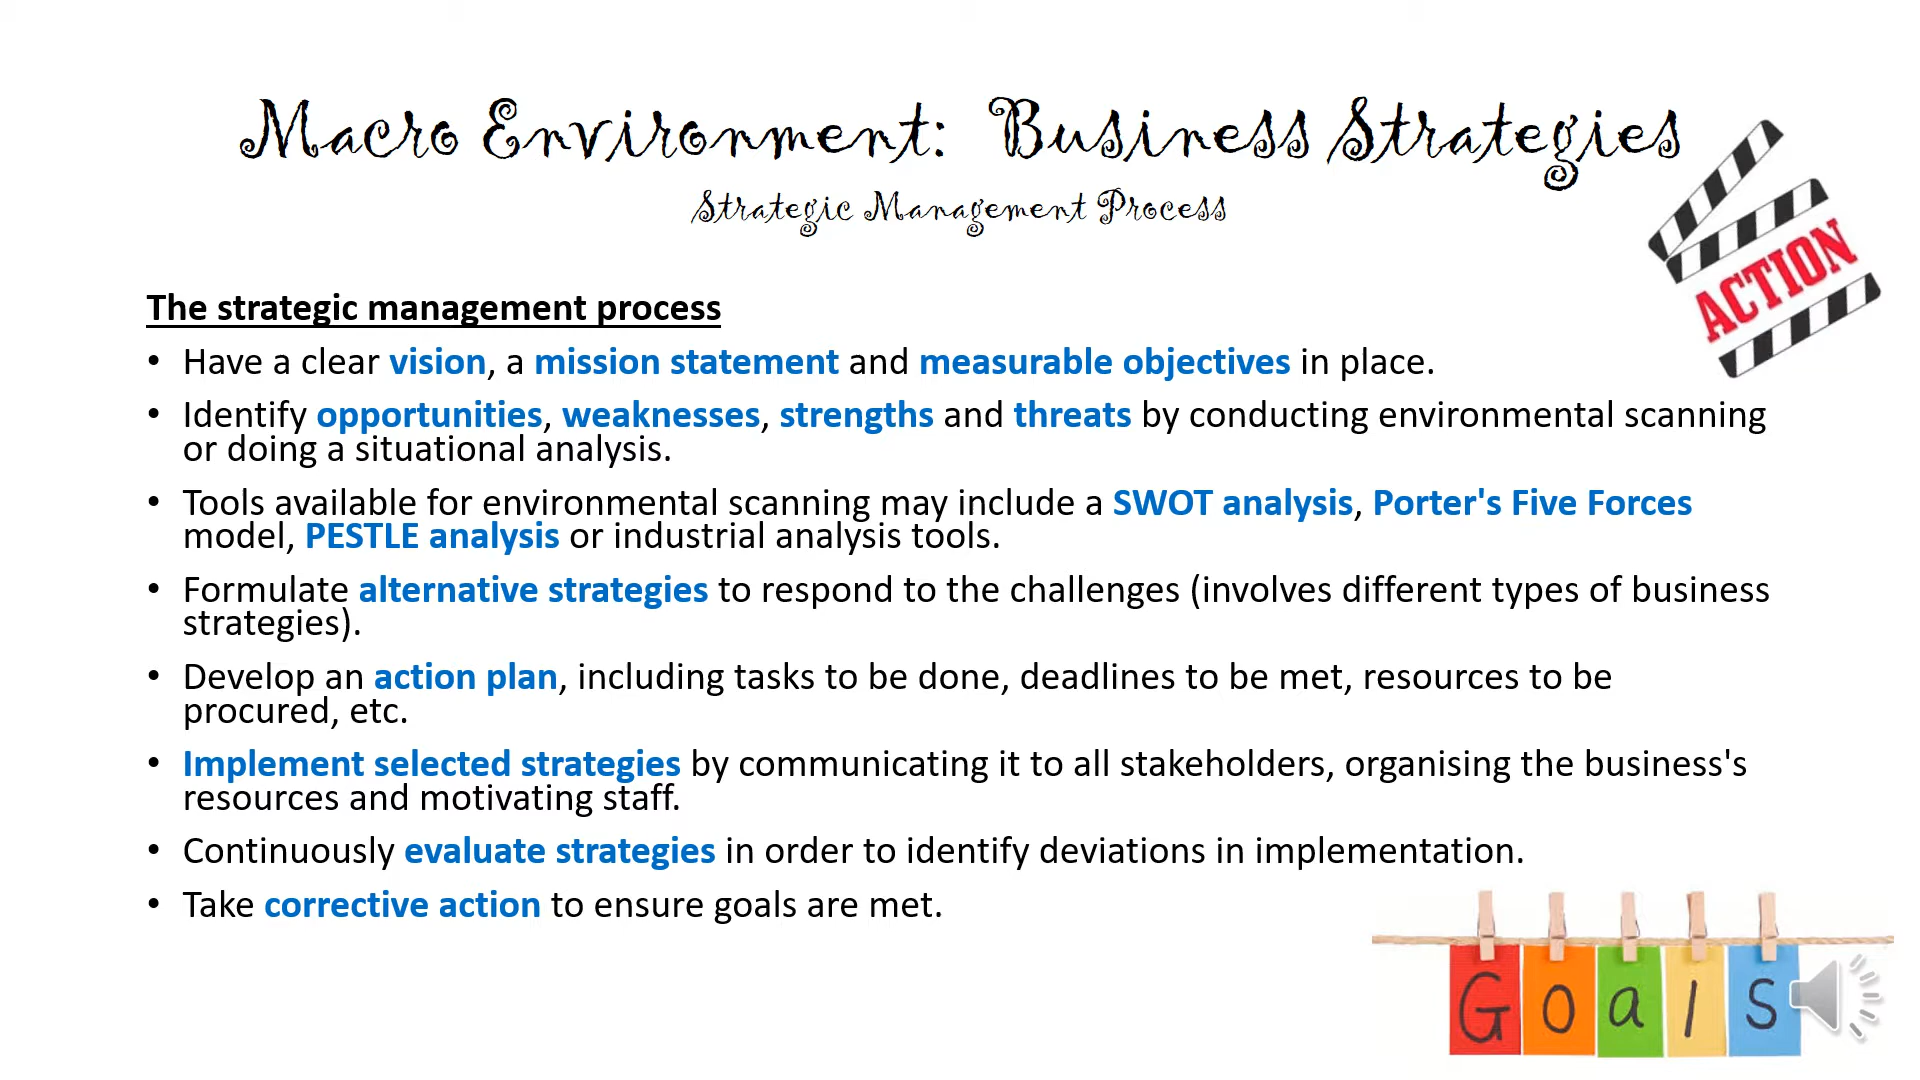 Macro Environment: Business Strategies
Strategic Management Process
ACTION
The strategic management process
• Have a clear vision, a mission statement and measurable objectives in place.
• Identify opportunities, weaknesses, strengths and threats by conducting environmental scanning
or doing a situational analysis.
• Tools available for environmental scanning may include a SWOT analysis, Porter's Five Forces
model, PESTLE analysis or industrial analysis tools.
• Formulate alternative strategies to respond to the challenges (involves different types of business
strategies).
• Develop an action plan, including tasks to be done, deadlines to be met, resources to be
procured, etc.
• Implement selected strategies by communicating it to all stakeholders, organising the business's
resources and motivating staff.
• Continuously evaluate strategies in order to identify deviations in implementation.
• Take corrective action to ensure goals are met.
Goals